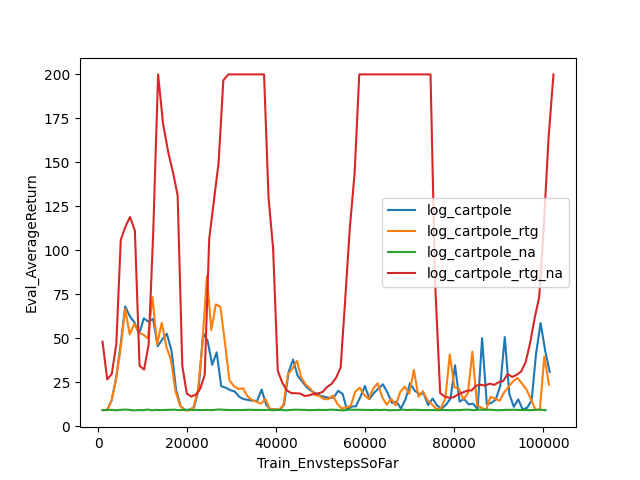 200
175
150
125
100
75
50
25
0
Eval_AverageReturn
log_cartpole
log_cartpole_rtg
log_cartpole_na
log_cartpole_rtg_na
0 20000 40000 60000 80000 100000
Train_EnvstepsSoFar